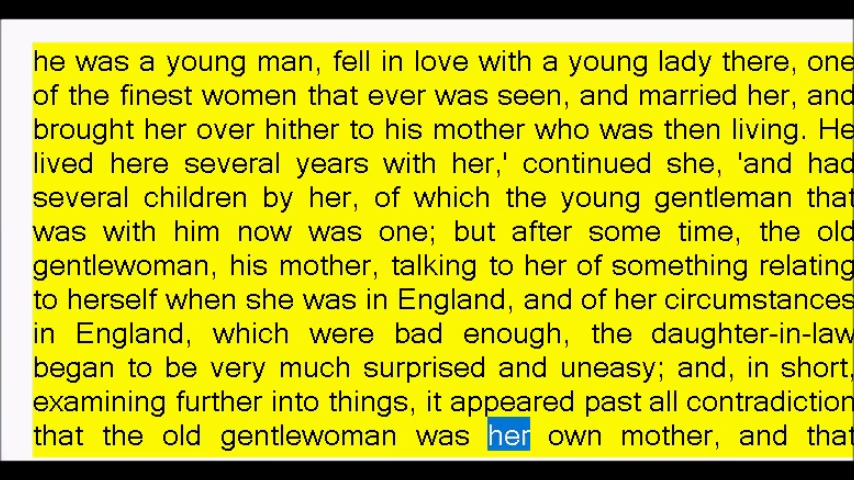 he was a young man, fell in love with a young lady there, one
of the finest women that ever was seen, and married her, and
brought her over hither to his mother who was then living. He
lived here several years with her,' continued she, 'and had
several children by her, of which the young gentleman that
was with him now was one; but after some time, the old
gentlewoman, his mother, talking to her of something relating
to herself when she was in England, and of her circumstances
in England, which were bad enough, the daughter-in-law
began to be very much surprised and uneasy; and, in short,
examining further into things, it appeared past all contradiction
that the old gentlewoman was her own mother, and that